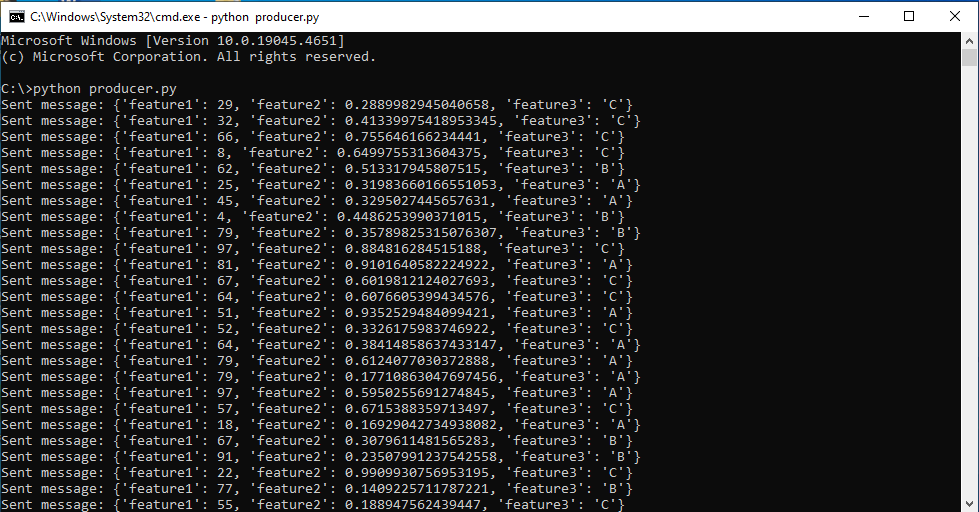 C:\Windows\System32\cmd.exe - python producer.py
Microsoft Windows [Version 10.0.19045.4651]
(c) Microsoft Corporation. All rights reserved.
C:\>python producer.py
Sent message: {'feature1': 29, 'feature2': 0.2889982945040658, 'feature3': 'C'}
Sent message: {'feature1': 32, 'feature2': 0.41339975418953345, 'feature3': 'C'}
Sent message: {'feature1': 66, 'feature2': 0.755646166234441, 'feature3': 'C'}
Sent message: {'feature1': 8, 'feature2': 0.6499755313604375, 'feature3': 'C'}
Sent message: {'feature1': 62, 'feature2': 0.513317945807515, 'feature3': 'B'}
Sent message: {'feature1': 25, 'feature2': 0.31983660166551053, 'feature3': 'A'}
Sent message: {'feature1': 45, 'feature2': 0.3295027445657631, 'feature3': 'A'}
Sent message: {'feature1': 4, 'feature2': 0.4486253990371015, 'feature3': 'B'}
Sent message: {'feature1': 79, 'feature2': 0.35789825315076307, 'feature3': 'B'}
Sent message: {'feature1': 97, 'feature2': 0.884816284515188, 'feature3': 'C'}
Sent message: {'feature1': 81, 'feature2': 0.9101640582224922, 'feature3': 'A'}
Sent message: {'feature1': 67, 'feature2': 0.6019812124027693, 'feature3': 'C'}
Sent message: {'feature1': 64, 'feature2': 0.6076605399434576, 'feature3': 'C'}
Sent message: {'feature1': 51, 'feature2': 0.9352529484099421, 'feature3': 'A'}
Sent message: {'feature1': 52, 'feature2': 0.3326175983746922, 'feature3': 'C'}
Sent message: {'feature1': 64, 'feature2': 0.38414858637433147, 'feature3': 'A'}
Sent message: {'feature1': 79, 'feature2': 0.6124077030372888, 'feature3': 'A'}
Sent message: {'feature1': 79, 'feature2': 0.17710863047697456, 'feature3': 'A'}
Sent message: {'feature1': 97, 'feature2': 0.5950255691274845, 'feature3': 'A'}
Sent message: {'feature1': 57, 'feature2': 0.6715388359713497, 'feature3': 'C'}
Sent message: {'feature1': 18, 'feature2': 0.16929042734938082, 'feature3': 'A'}
Sent message: {'feature1': 67, 'feature2': 0.3079611481565283, 'feature3': 'B'}
Sent message: {'feature1': 91, 'feature2': 0.23507991237542558, 'feature3': 'B'}
Sent message: {'feature1': 22, 'feature2': 0.9909930756953195, 'feature3': 'C'}
Sent message: {'feature1': 77, 'feature2': 0.1409225711787221, 'feature3': 'B'}
Sent message: {'feature1': 55, 'feature2': 0.188947562439447, 'feature3': 'C'}